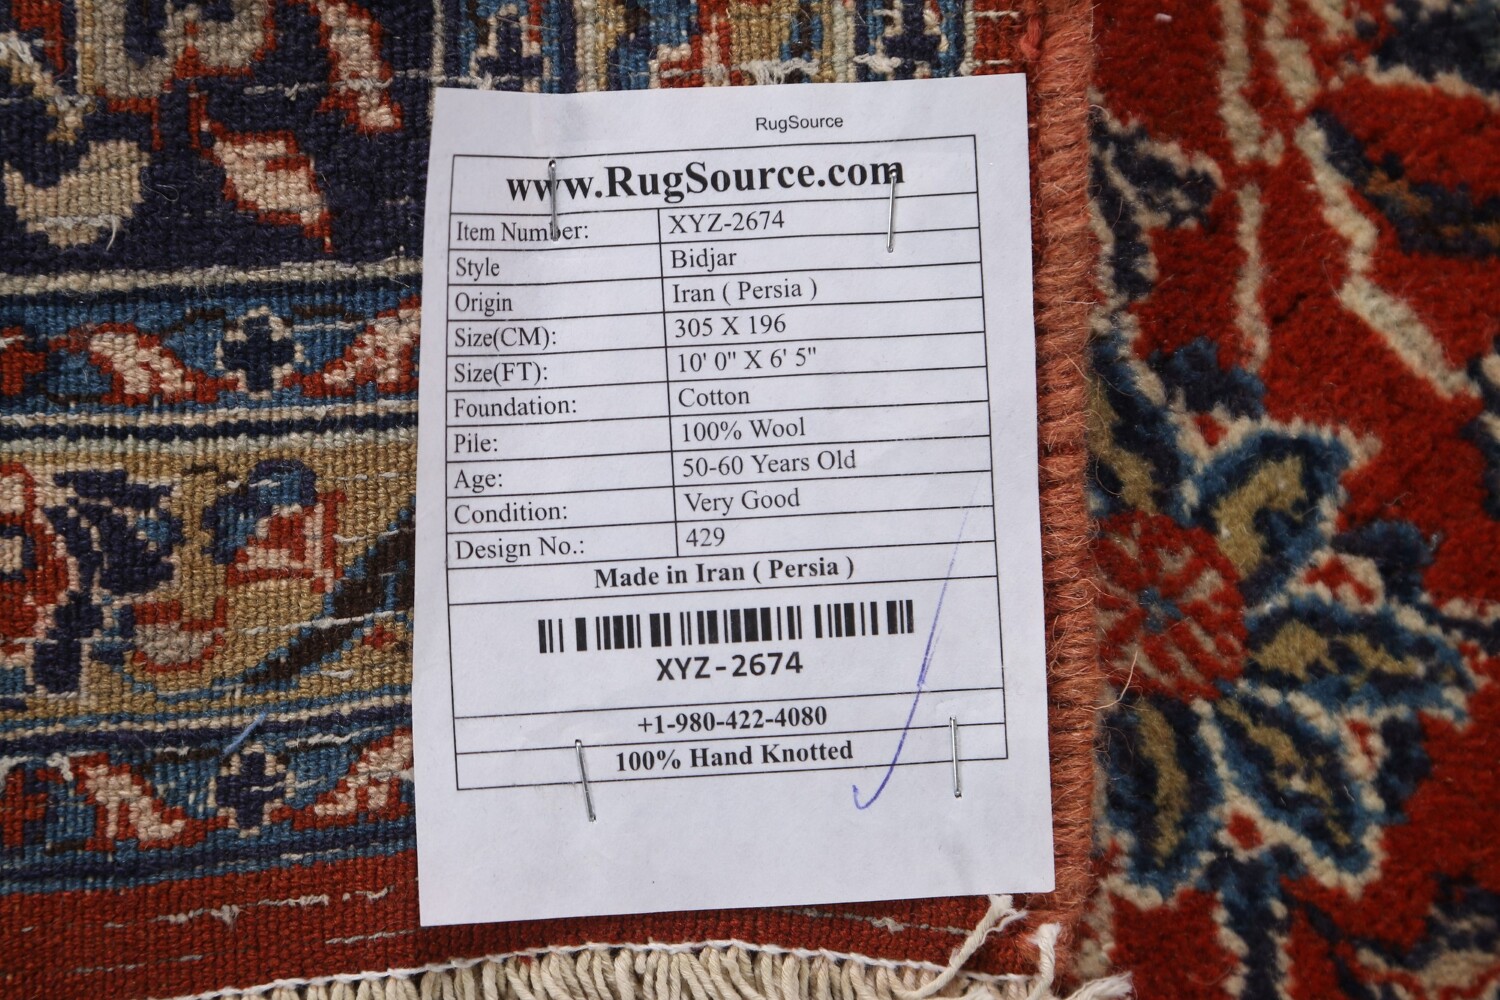 RugSource
www.RugSource.com
Item Number: XYZ-2674
Style Bidjar
Origin Iran ( Persia )
Size(CM): 305 X 196
Size(FT): 10' 0" X 6' 5"
Foundation: Cotton
Pile: 100% Wool
Age: 50-60 Years Old
Condition: Very Good
Design No.: 429
Made in Iran ( Persia )
XYZ-2674
+1-980-422-4080
100% Hand Knotted